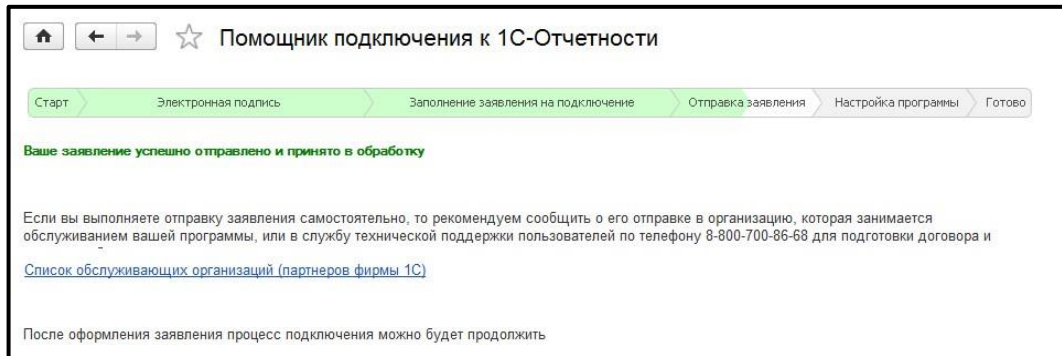 Помощник подключения к 1С-Отчетности
Старт Электронная подпись Заполнение заявления на подключение Отправка заявления Настройка программы Готово
Ваше заявление успешно отправлено и принято в обработку
Если вы выполняете отправку заявления самостоятельно, то рекомендуем сообщить о его отправке в организацию, которая занимается
обслуживанием вашей программы, или в службу технической поддержки пользователей по телефону 8-800-700-86-68 для подготовки договора и
Список обслуживающих организаций (партнеров фирмы 1С)
После оформления заявления процесс подключения можно будет продолжить